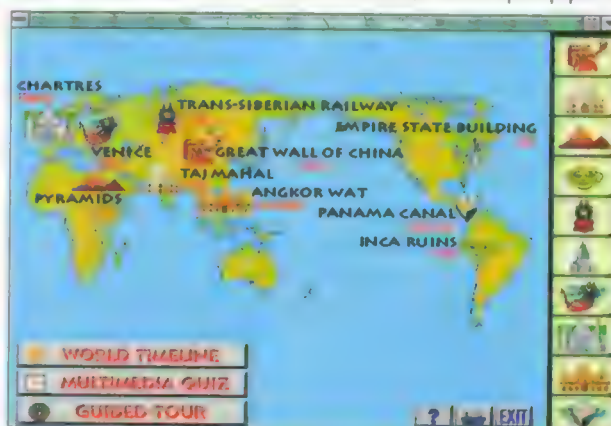 CHARTRES
TRANS-SIBERIAN RAILWAY
EMPIRE STATE BUILDING
VENICE
GREAT WALL OF CHINA
TAJ MAHAL
PYRAMIDS
ANGKOR WAT
PANAMA CANAL
INCA RUINS
WORLD TIMELINE
MULTIMEDIA QUIZ
GUIDED TOUR
? EXIT